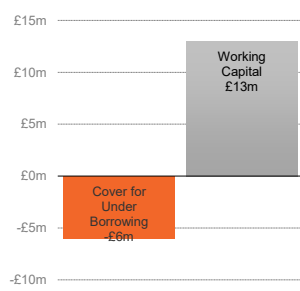 £15m
£10m
£5m
£0m
-£5m
-£10m
Working
Capital
£13m
Cover for
Under
Borrowing
-£6m